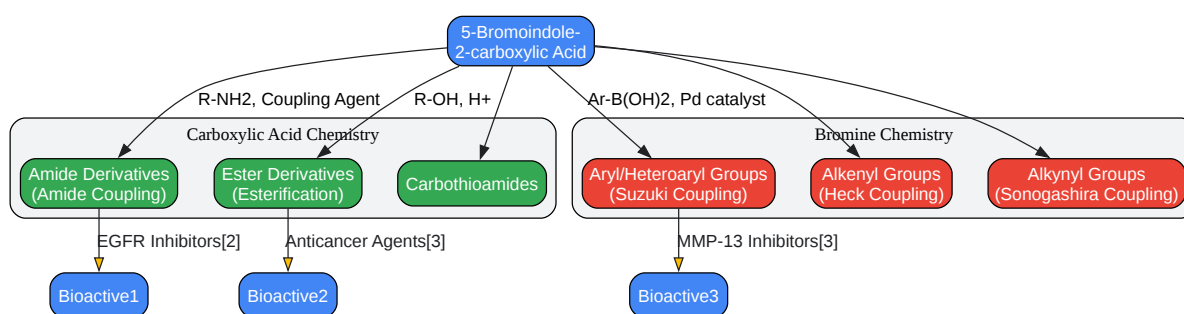 5-Bromoindole-
2-carboxylic Acid
R-NH2, Coupling Agent
R-OH, H+
Ar-B(OH)2, Pd catalyst
Carboxylic Acid Chemistry
Bromine Chemistry
Amide Derivatives
(Amide Coupling)
Ester Derivatives
(Esterification)
Carbothioamides
Aryl/Heteroaryl Groups
(Suzuki Coupling)
Alkenyl Groups
(Heck Coupling)
Alkynyl Groups
(Sonogashira Coupling)
EGFR Inhibitors[2]
Anticancer Agents[3]
MMP-13 Inhibitors[3]
Bioactive1
Bioactive2
Bioactive3